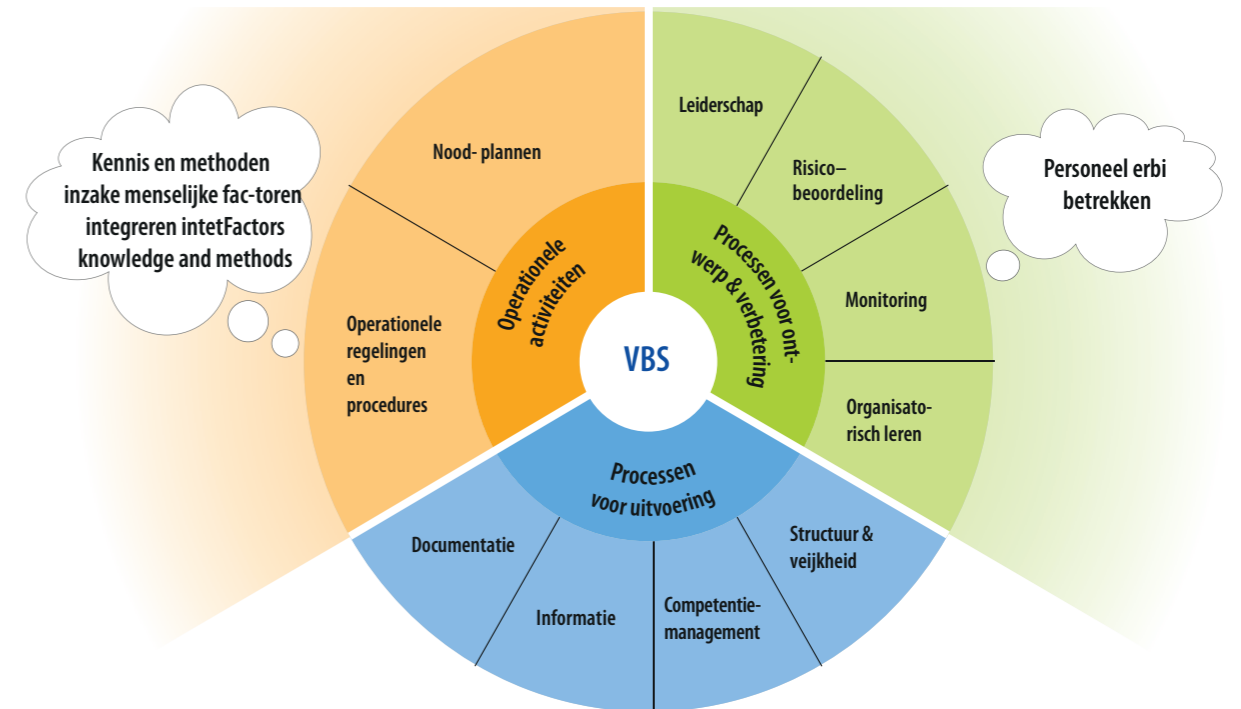 Kennis en methoden
inzake menselijke fac-toren
integreren intetFactors
knowledge and methods
Nood- plannen
Operationele
regelingen
en
procedures
Operationele
activiteiten
Leiderschap
Risico–
beoordeling
Monitoring
Organisato-
risch leren
Processen voor ont-
werp & verbetering
Personeel erbi
betrekken
VBS
Processen
voor uitvoering
Documentatie
Informatie
Competentie-
management
Structuur &
veijkheid